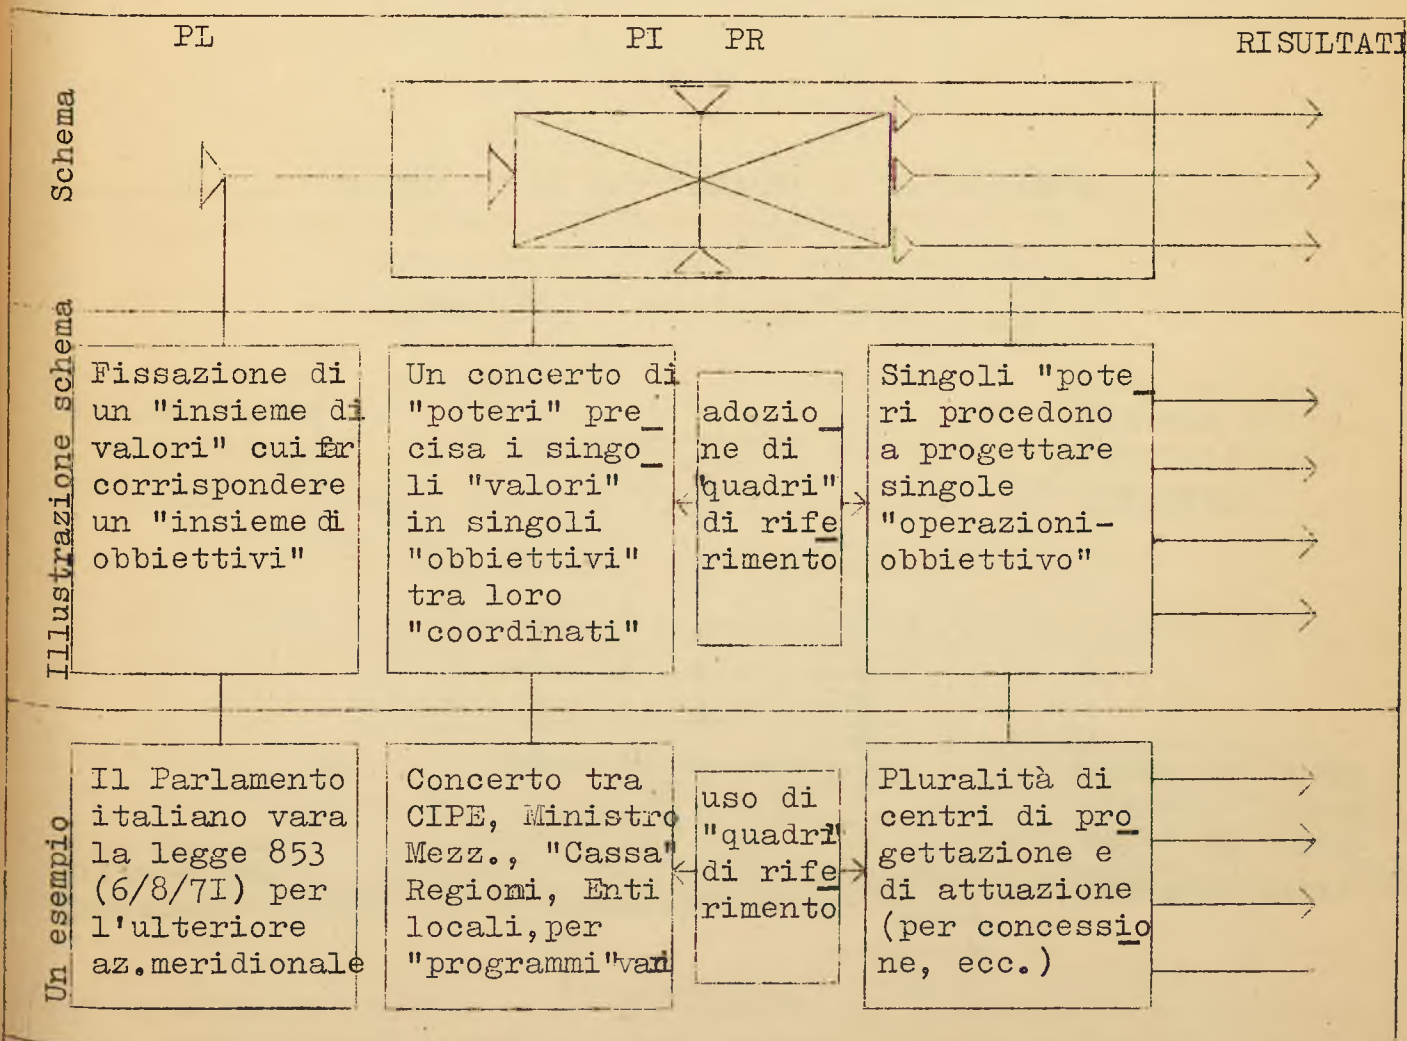 PL PI PR RISULTATI
Schema
Illustrazione schema
Fissazione di
un "insieme di
valori" cui far
corrispondere
un "insieme di
obbiettivi"
Un concerto di
"poteri" pre_
cisa i singo_
li "valori"
in singoli
"obbiettivi"
tra loro
"coordinati"
adozio_
ne di
"quadri"
di rife
rimento
Singoli "pote_
ri procedono
a progettare
singole
"operazioni-
obbiettivo"
Un esempio
Il Parlamento
italiano vara
la legge 853
(6/8/7I) per
l'ulteriore
az.meridionale
Concerto tra
CIPE, Ministro
Mezz., "Cassa"
Regioni, Enti
locali,per
"programmi"vari
uso di
"quadri"
di rife
rimento
Pluralità di
centri di pro
gettazione e
di attuazione
(per concessio
ne, ecc.)